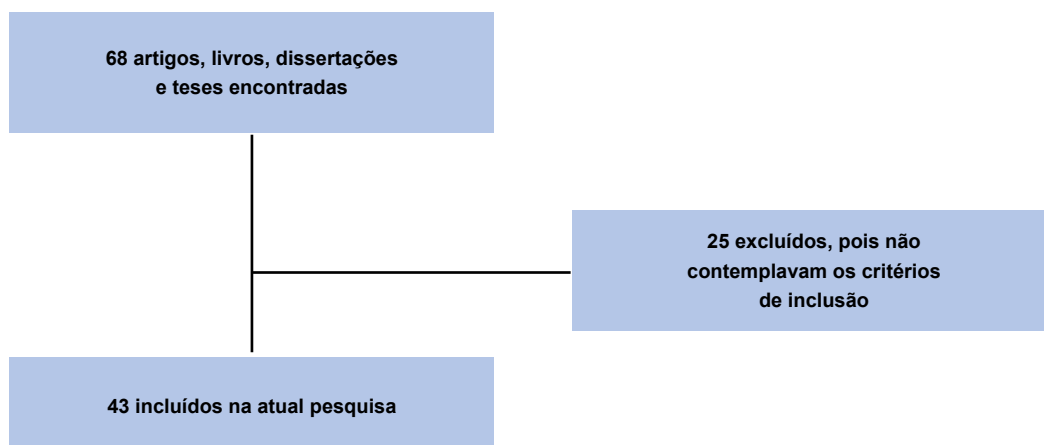 68 artigos, livros, dissertações
e teses encontradas
25 excluídos, pois não
contemplavam os critérios
de inclusão
43 incluídos na atual pesquisa